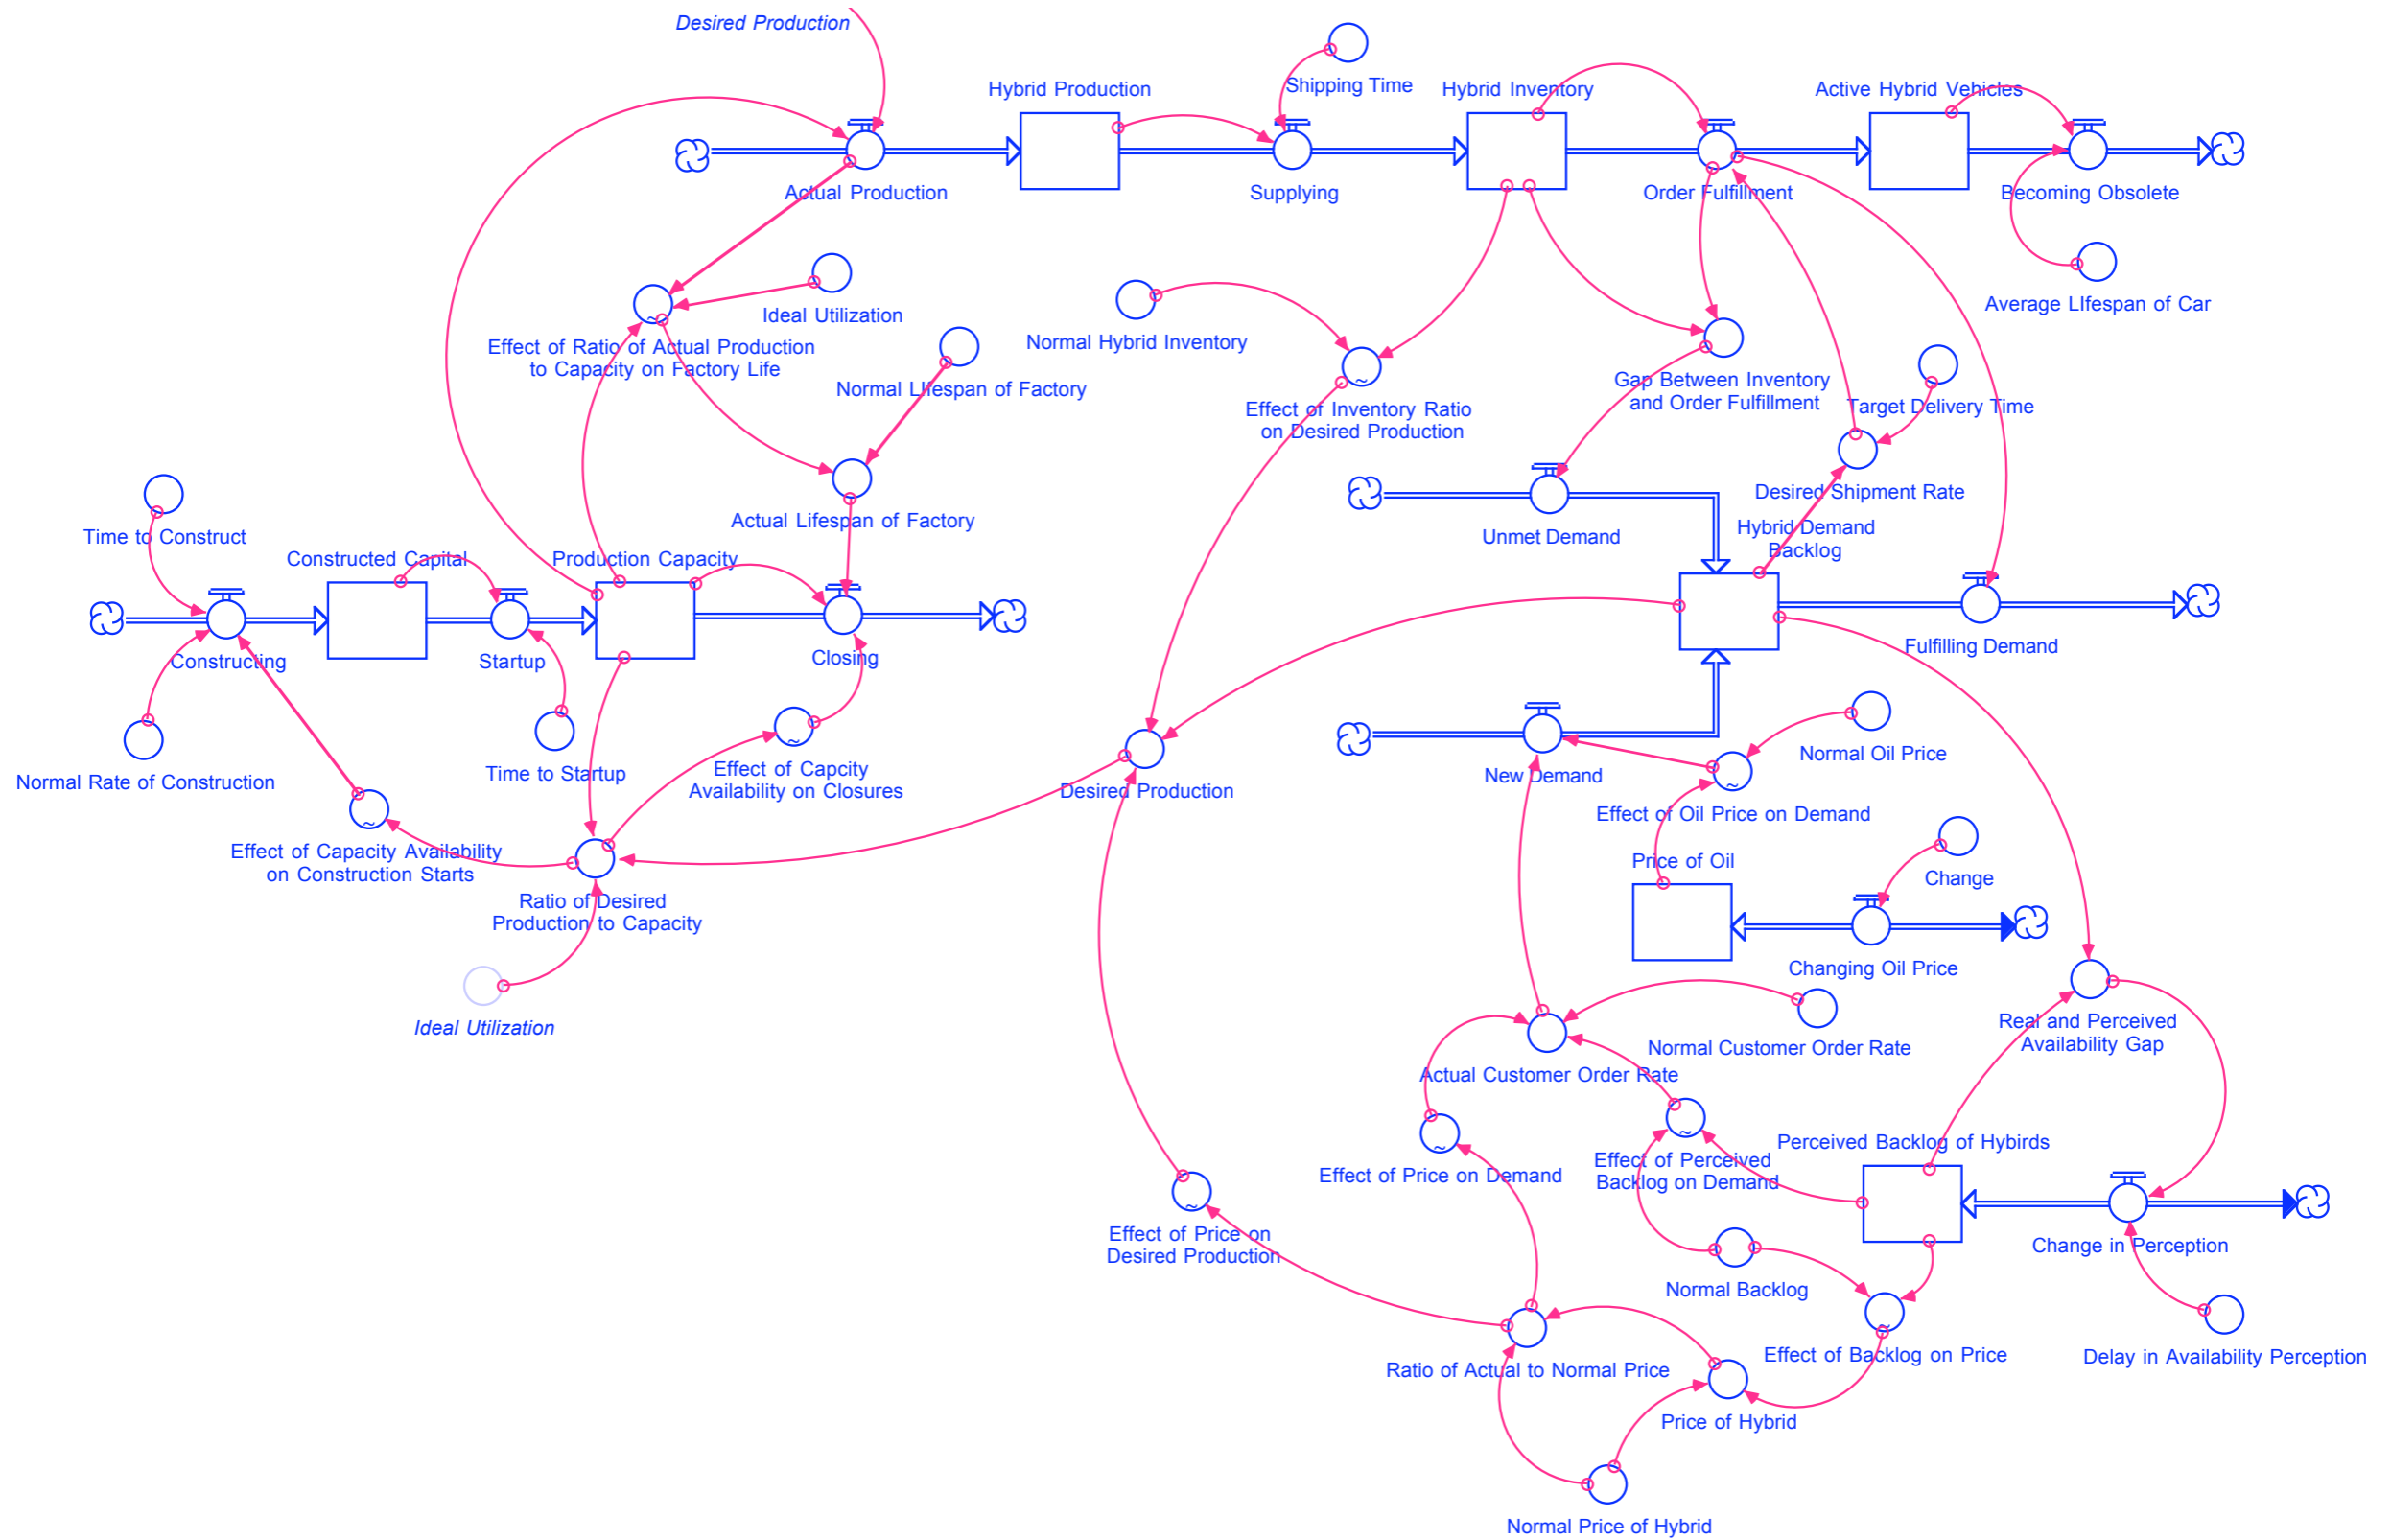 Desired Production
Shipping Time
Hybrid Production
Hybrid Inventory
Active Hybrid Vehicles
Actual Production
Supplying
Order Fulfillment
Becoming Obsolete
Ideal Utilization
Average LIfespan of Car
Effect of Ratio of Actual Production
to Capacity on Factory Life
Normal Hybrid Inventory
Normal LIfespan of Factory
Gap Between Inventory
and Order Fulfillment
Effect of Inventory Ratio
on Desired Production
Target Delivery Time
Desired Shipment Rate
Actual Lifespan of Factory
Time to Construct
Unmet Demand
Hybrid Demand
Backlog
Constructed Capital
Production Capacity
Constructing
Startup
Closing
Fulfilling Demand
Normal Rate of Construction
Time to Startup
Effect of Capcity
Availability on Closures
Desired Production
New Demand
Normal Oil Price
Effect of Oil Price on Demand
Effect of Capacity Availability
on Construction Starts
Price of Oil
Change
Ratio of Desired
Production to Capacity
Changing Oil Price
Ideal Utilization
Real and Perceived
Availability Gap
Normal Customer Order Rate
Actual Customer Order Rate
Perceived Backlog of Hybirds
Effect of Price on Demand
Effect of Perceived
Backlog on Demand
Effect of Price on
Desired Production
Change in Perception
Normal Backlog
Ratio of Actual to Normal Price
Effect of Backlog on Price
Delay in Availability Perception
Price of Hybrid
Normal Price of Hybrid